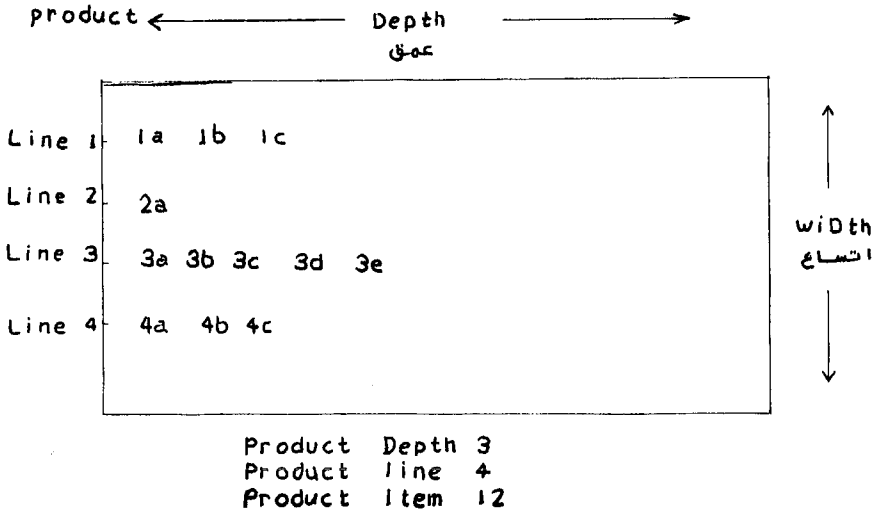 product Depth
عمق
Line 1 1a 1b 1c
Line 2 2a
Line 3 3a 3b 3c 3d 3e
Line 4 4a 4b 4c
wiDth
اتساع
Product Depth 3
Product line 4
Product Item 12